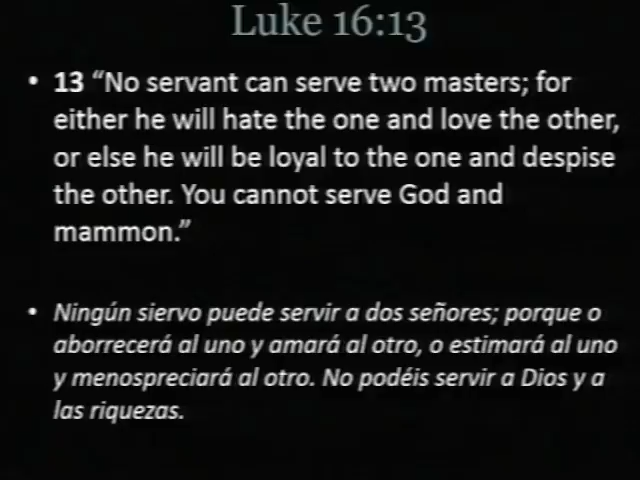 Luke 16:13
• 13 “No servant can serve two masters; for
either he will hate the one and love the other,
or else he will be loyal to the one and despise
the other. You cannot serve God and
mammon.”
• Ningún siervo puede servir a dos señores; porque o
aborrecerá al uno y amará al otro, o estimará al uno
y menospreciará al otro. No podéis servir a Dios y a
las riquezas.